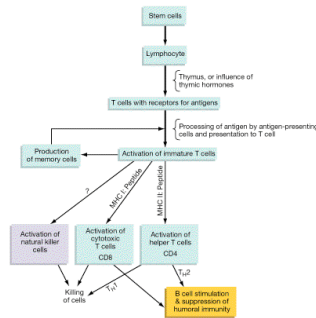 Stem cells
Lymphocyte
Thymus, or influence of
thymic hormones
T cells with receptors for antigens
Processing of antigen by antigen-presenting
cells and presentation to T cell
Production
of memory cells
Activation of immature T cells
?
MHC I: Peptide
MHC II: Peptide
Activation of
natural killer
cells
Activation of
cytotoxic
T cells
CD8
Activation of
helper T cells
CD4
TH1
TH2
Killing
of cells
B cell stimulation
& suppression of
humoral immunity